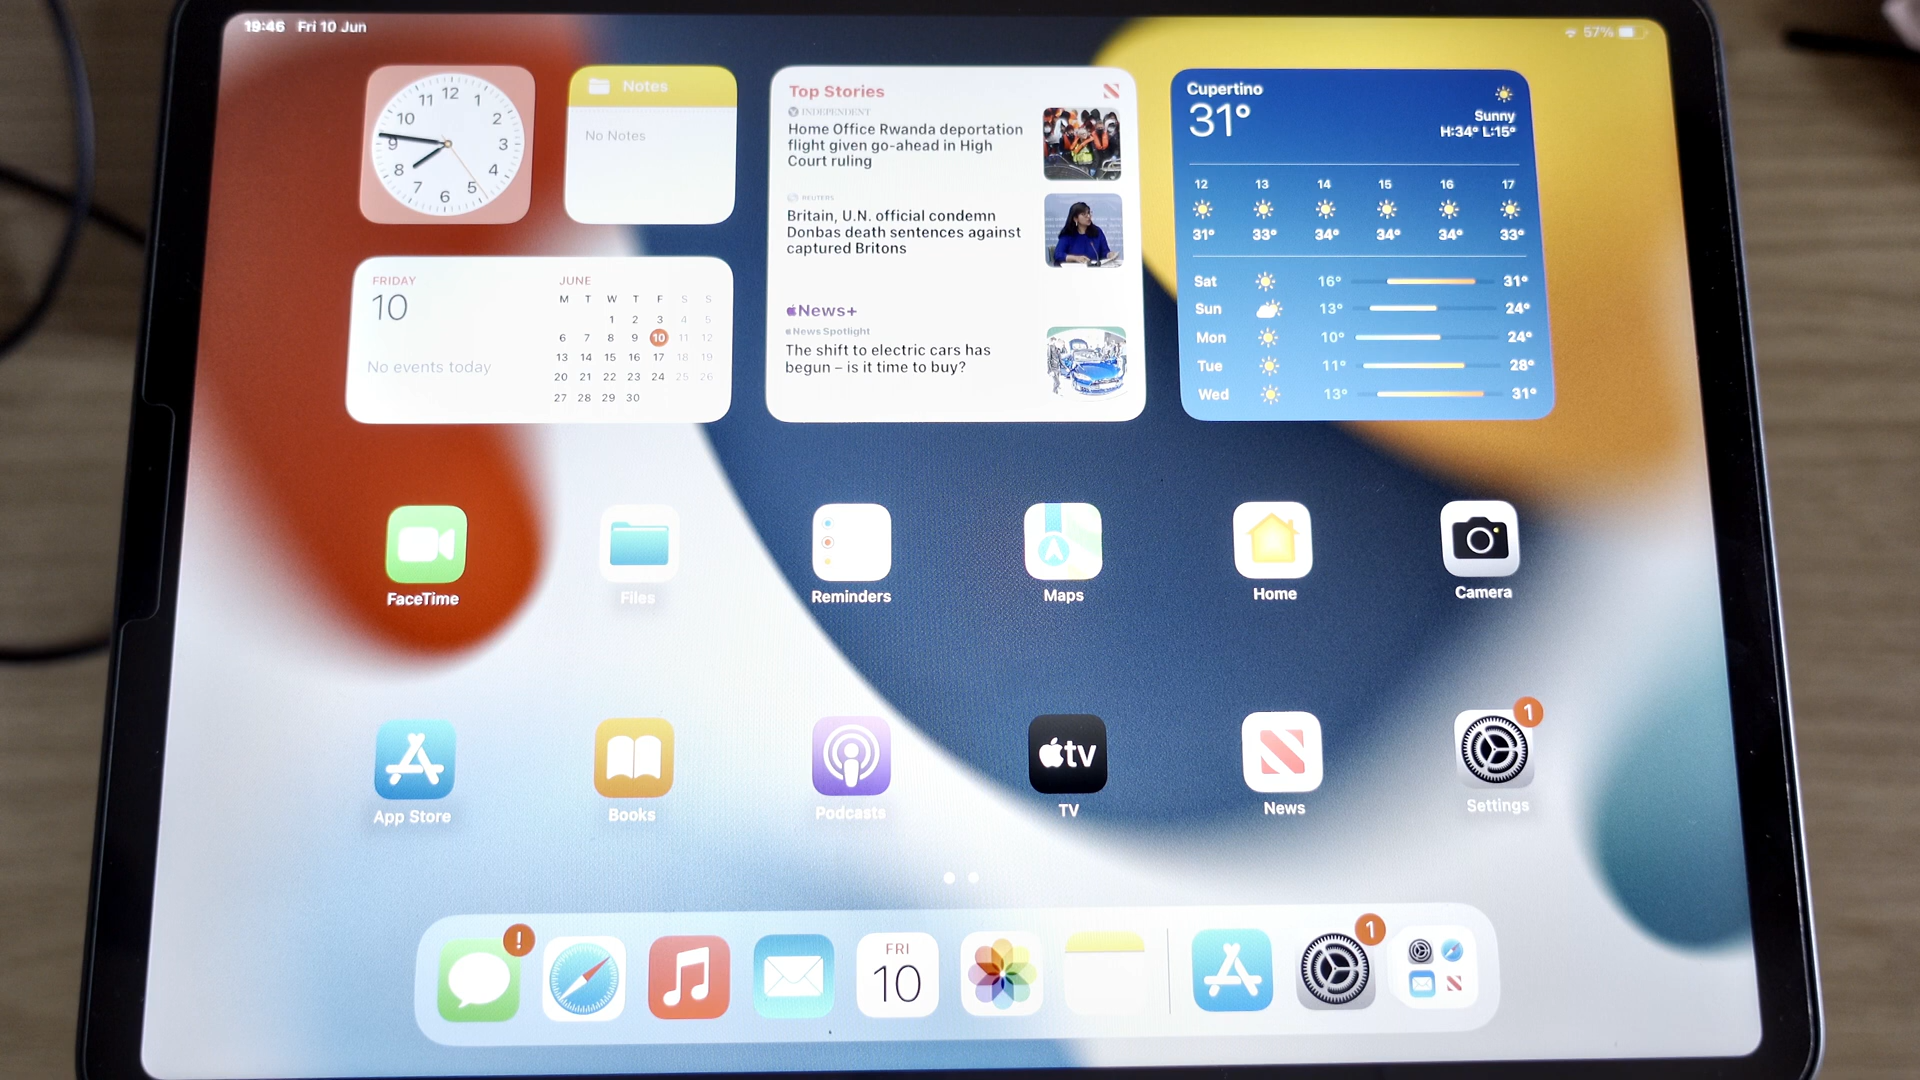 19:46 Fri 10 Jun
57%
12
1
2
3
4
5
6
7
8
9
10
11
Notes
No Notes
FRIDAY
10
No events today
JUNE
M T W T F S S
1 2 3 4 5
6 7 8 9 10 11 12
13 14 15 16 17 18 19
20 21 22 23 24 25 26
27 28 29 30
Top Stories
INDEPENDENT
Home Office Rwanda deportation
flight given go-ahead in High
Court ruling
REUTERS
Britain, U.N. official condemn
Donbas death sentences against
captured Britons
News+
News Spotlight
The shift to electric cars has
begun – is it time to buy?
Cupertino
31°
Sunny
H:34° L:15°
12 13 14 15 16 17
31° 33° 34° 34° 34° 33°
Sat 16° 31°
Sun 13° 24°
Mon 10° 24°
Tue 11° 28°
Wed 13° 31°
FaceTime
Files
Reminders
Maps
Home
Camera
1
tv
App Store
Books
Podcasts
TV
News
Settings
!
FRI
10
1